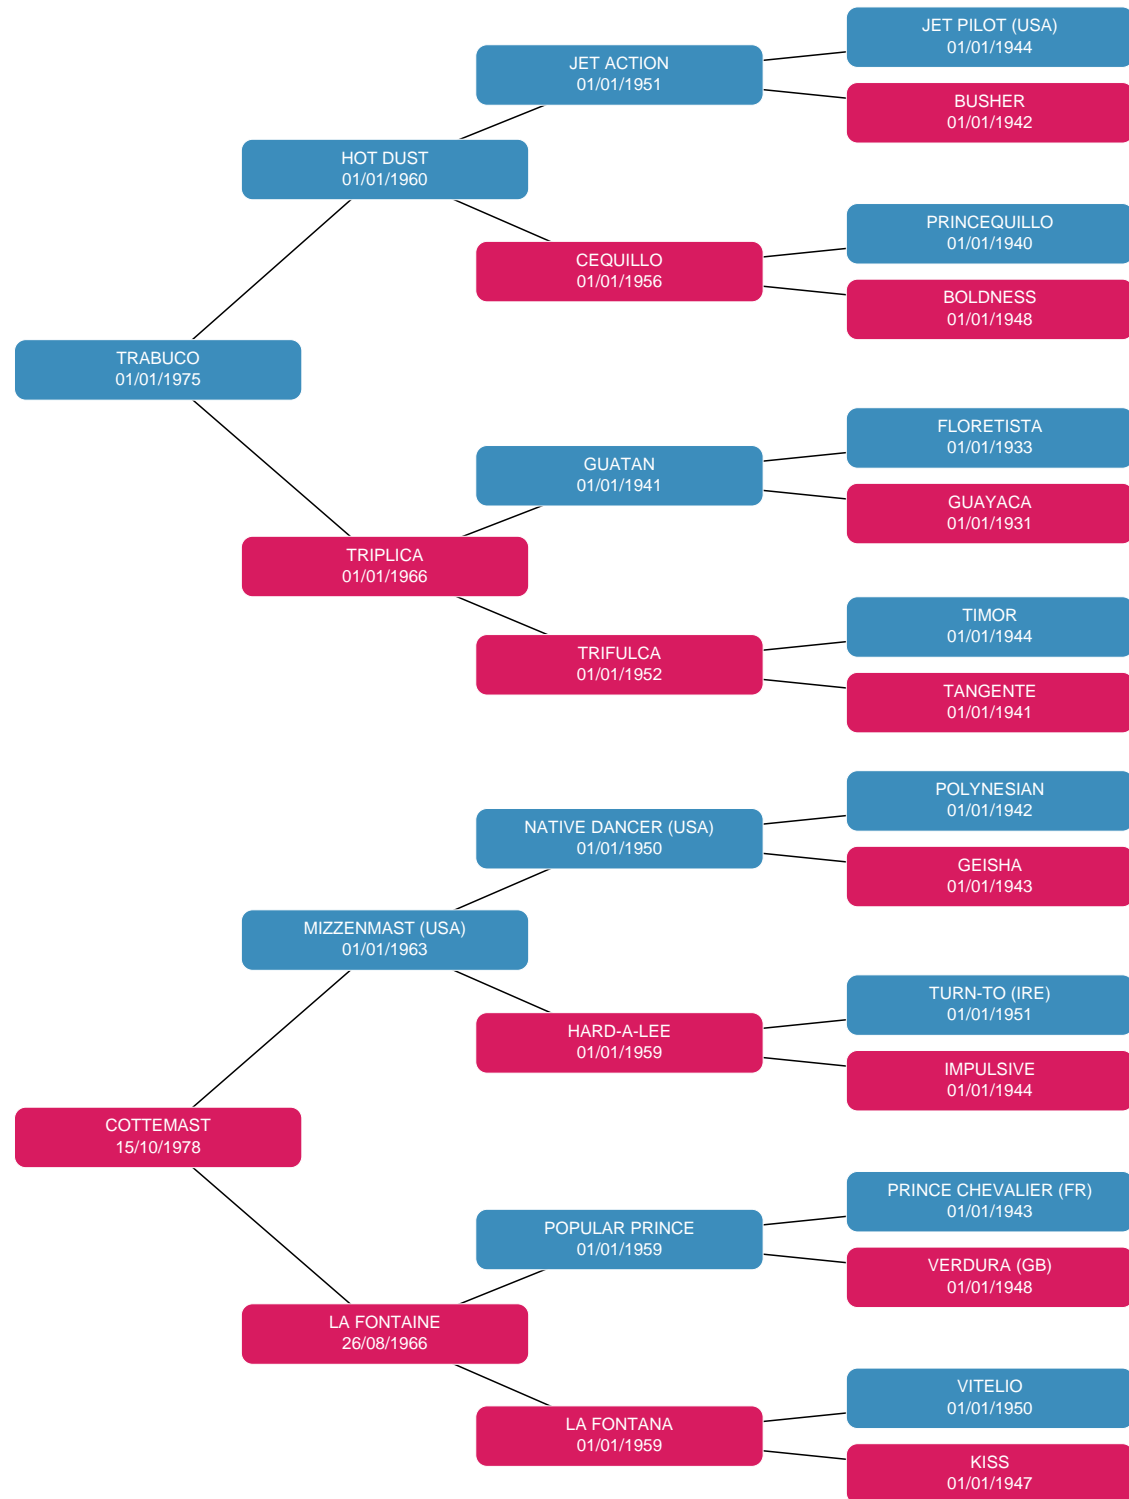 JET PILOT (USA)
01/01/1944
JET ACTION
01/01/1951
BUSHER
01/01/1942
HOT DUST
01/01/1960
PRINCEQUILLO
01/01/1940
CEQUILLO
01/01/1956
BOLDNESS
01/01/1948
TRABUCO
01/01/1975
FLORETISTA
01/01/1933
GUATAN
01/01/1941
GUAYACA
01/01/1931
TRIPLICA
01/01/1966
TIMOR
01/01/1944
TRIFULCA
01/01/1952
TANGENTE
01/01/1941
POLYNESIAN
01/01/1942
NATIVE DANCER (USA)
01/01/1950
GEISHA
01/01/1943
MIZZENMAST (USA)
01/01/1963
TURN-TO (IRE)
01/01/1951
HARD-A-LEE
01/01/1959
IMPULSIVE
01/01/1944
COTTEMAST
15/10/1978
PRINCE CHEVALIER (FR)
01/01/1943
POPULAR PRINCE
01/01/1959
VERDURA (GB)
01/01/1948
LA FONTAINE
26/08/1966
VITELIO
01/01/1950
LA FONTANA
01/01/1959
KISS
01/01/1947